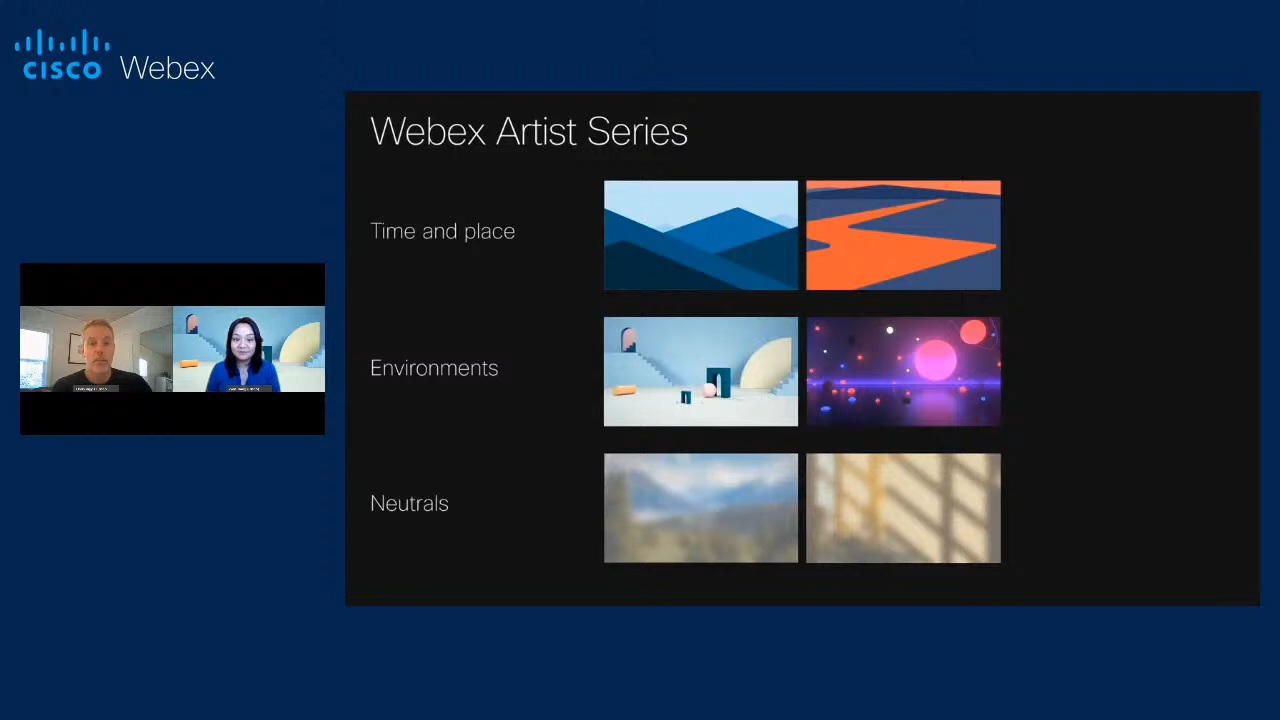 CISCO Webex
Webex Artist Series
Time and place
Environments
Neutrals